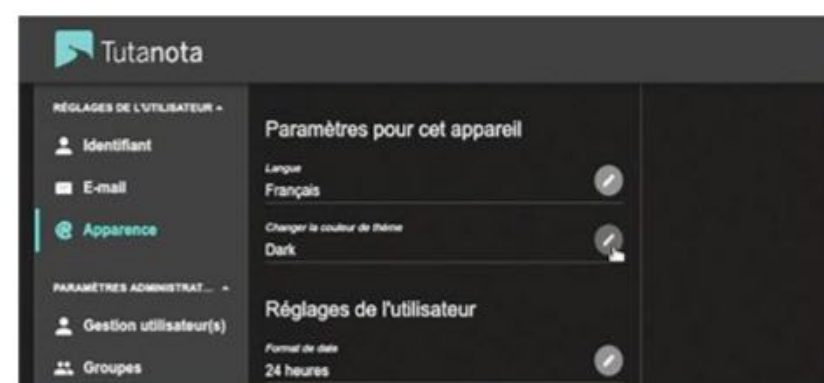 Tutanota
RÉGLAGES DE L'UTILISATEUR
Identifiant
E-mail
Apparence
PARAMÈTRES ADMINISTRAT...
Gestion utilisateur(s)
Groupes
Paramètres pour cet appareil
Langue
Français
Changer la couleur de thème
Dark
Réglages de l'utilisateur
Format de date
24 heures